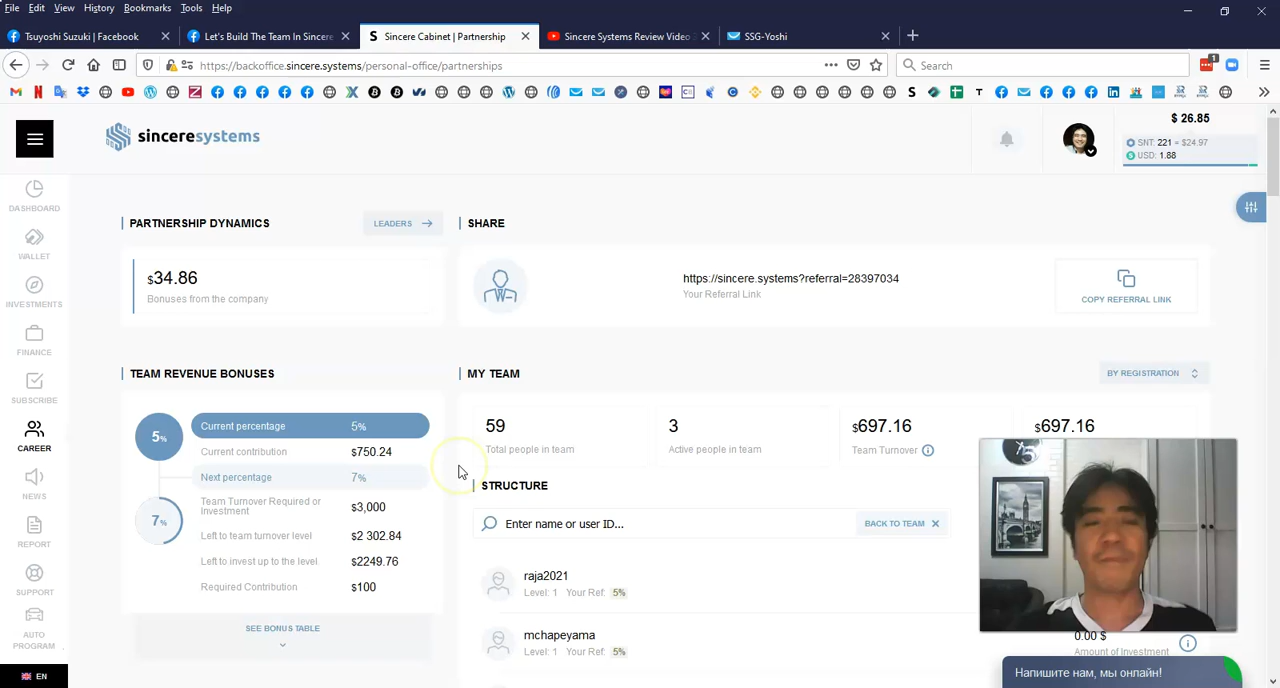 File Edit View History Bookmarks Tools Help
Tsuyoshi Suzuki | Facebook
Let's Build The Team In Sincere
Sincere Cabinet | Partnership
Sincere Systems Review Video
SSG-Yoshi
https://backoffice.sincere.systems/personal-office/partnerships
Search
1
sinceresystems
$ 26.85
SNT: 221 = $24.97
USD: 1.88
DASHBOARD
WALLET
INVESTMENTS
FINANCE
SUBSCRIBE
CAREER
NEWS
REPORT
SUPPORT
AUTO
PROGRAM
EN
PARTNERSHIP DYNAMICS
LEADERS
$34.86
Bonuses from the company
SHARE
https://sincere.systems?referral=28397034
Your Referral Link
COPY REFERRAL LINK
TEAM REVENUE BONUSES
5%
Current percentage 5%
Current contribution $750.24
Next percentage 7%
7%
Team Turnover Required or
Investment
$3,000
Left to team turnover level $2 302.84
Left to invest up to the level $2249.76
Required Contribution $100
SEE BONUS TABLE
MY TEAM
BY REGISTRATION
59
Total people in team
3
Active people in team
$697.16
Team Turnover
$697.16
STRUCTURE
Enter name or user ID...
BACK TO TEAM
raja2021
Level: 1 Your Ref: 5%
mchapeyama
Level: 1 Your Ref: 5%
0.00 $
Amount of Investment
Напишите нам, мы онлайн!